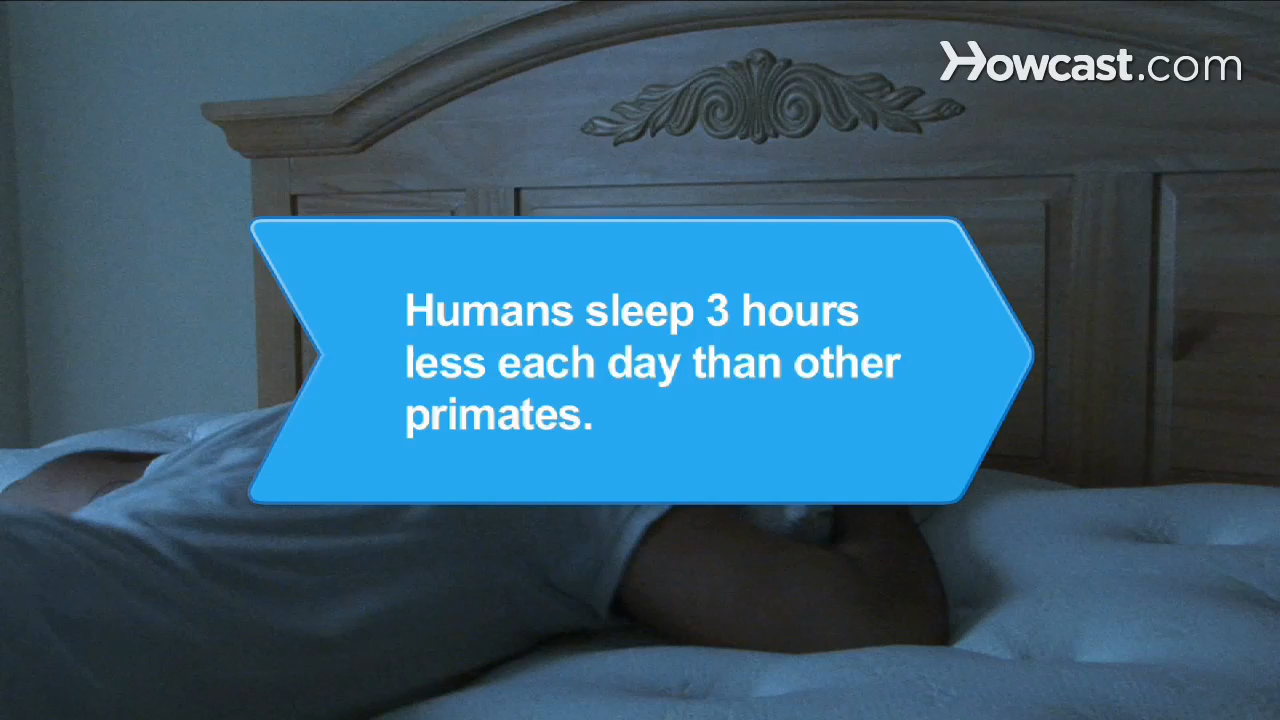 Howcast.com
Humans sleep 3 hours
less each day than other
primates.